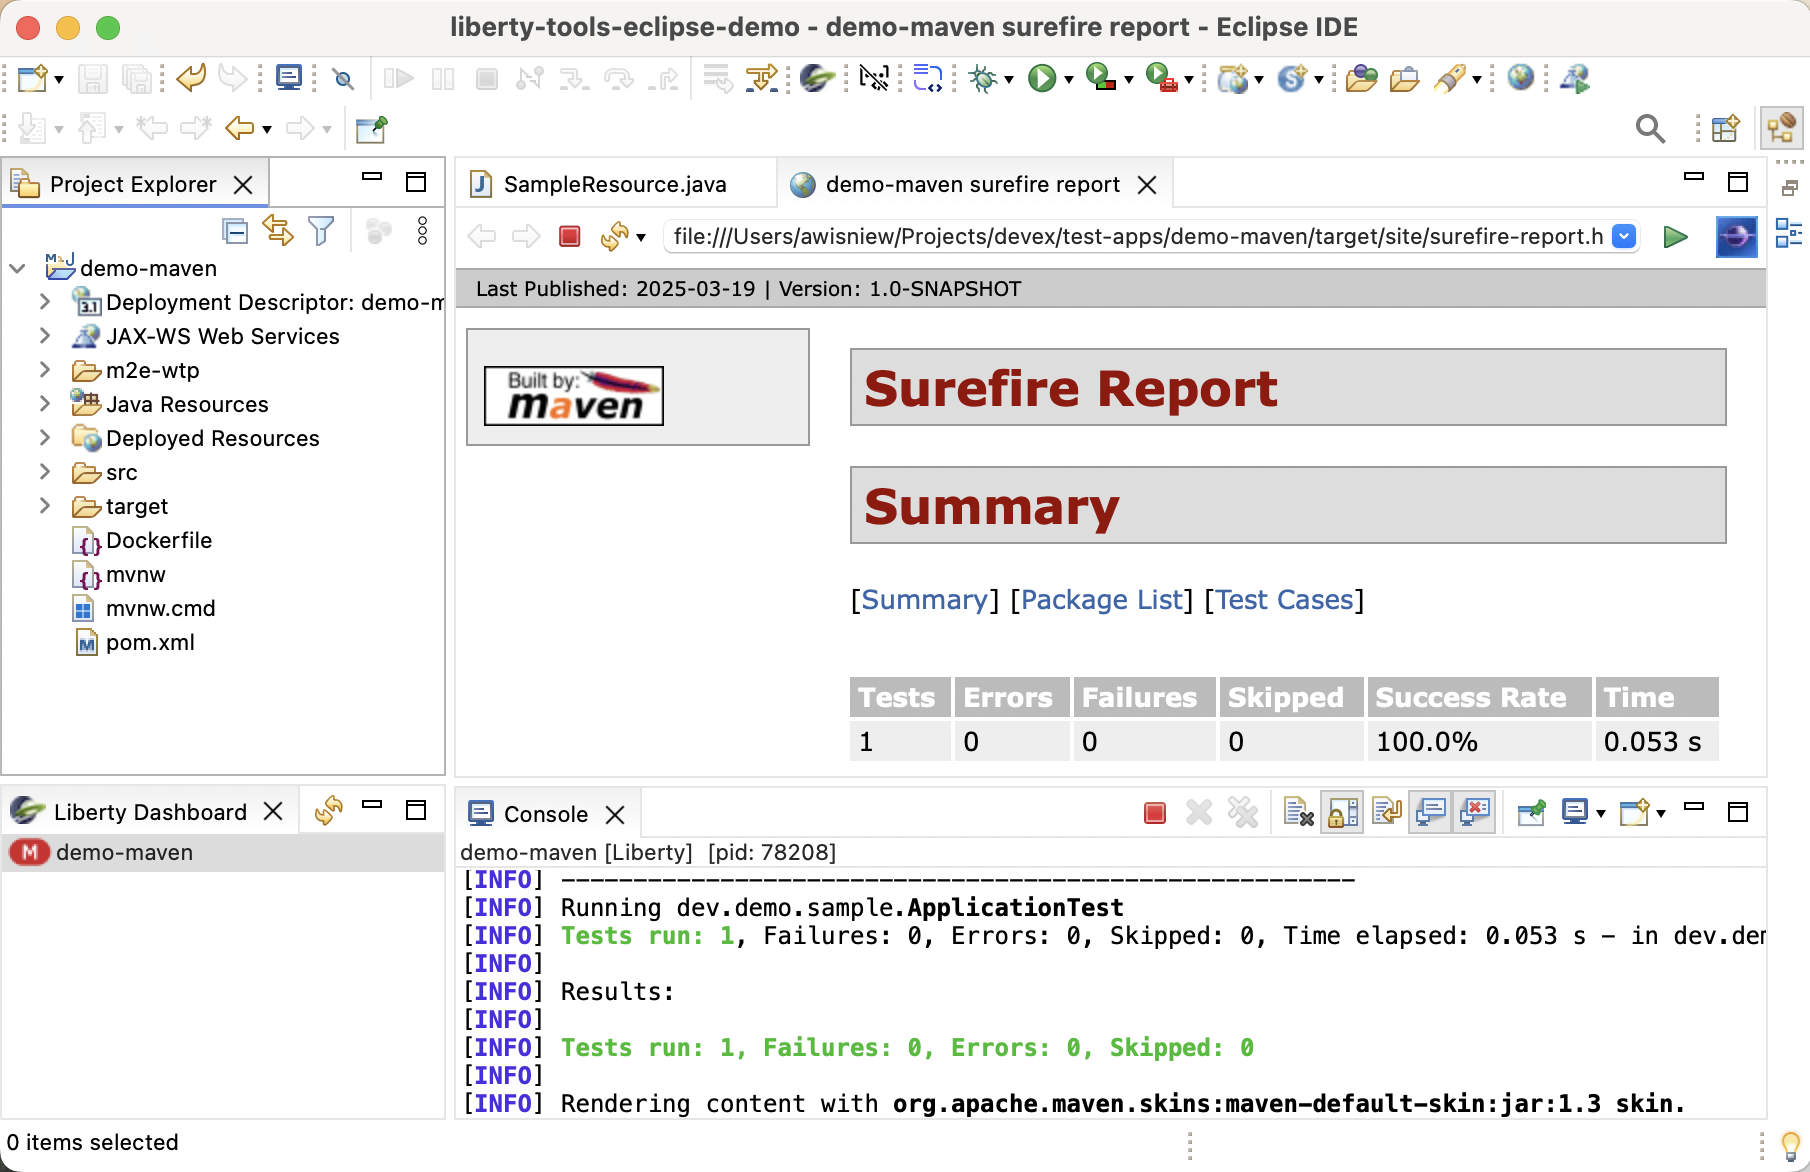 liberty-tools-eclipse-demo - demo-maven surefire report - Eclipse IDE
Project Explorer
demo-maven
Deployment Descriptor: demo-m
JAX-WS Web Services
m2e-wtp
Java Resources
Deployed Resources
src
target
Dockerfile
mvnw
mvnw.cmd
pom.xml
SampleResource.java
demo-maven surefire report
file:///Users/awisniew/Projects/devex/test-apps/demo-maven/target/site/surefire-report.h
Last Published: 2025-03-19 | Version: 1.0-SNAPSHOT
Built by:
maven
Surefire Report
Summary
[Summary] [Package List] [Test Cases]
Tests Errors Failures Skipped Success Rate Time
1 0 0 0 100.0% 0.053 s
Liberty Dashboard
M demo-maven
Console
demo-maven [Liberty] [pid: 78208]
[INFO] -------------------------------------------------------
[INFO] Running dev.demo.sample.ApplicationTest
[INFO] Tests run: 1, Failures: 0, Errors: 0, Skipped: 0, Time elapsed: 0.053 s - in dev.dem
[INFO]
[INFO] Results:
[INFO]
[INFO] Tests run: 1, Failures: 0, Errors: 0, Skipped: 0
[INFO]
[INFO] Rendering content with org.apache.maven.skins:maven-default-skin:jar:1.3 skin.
0 items selected